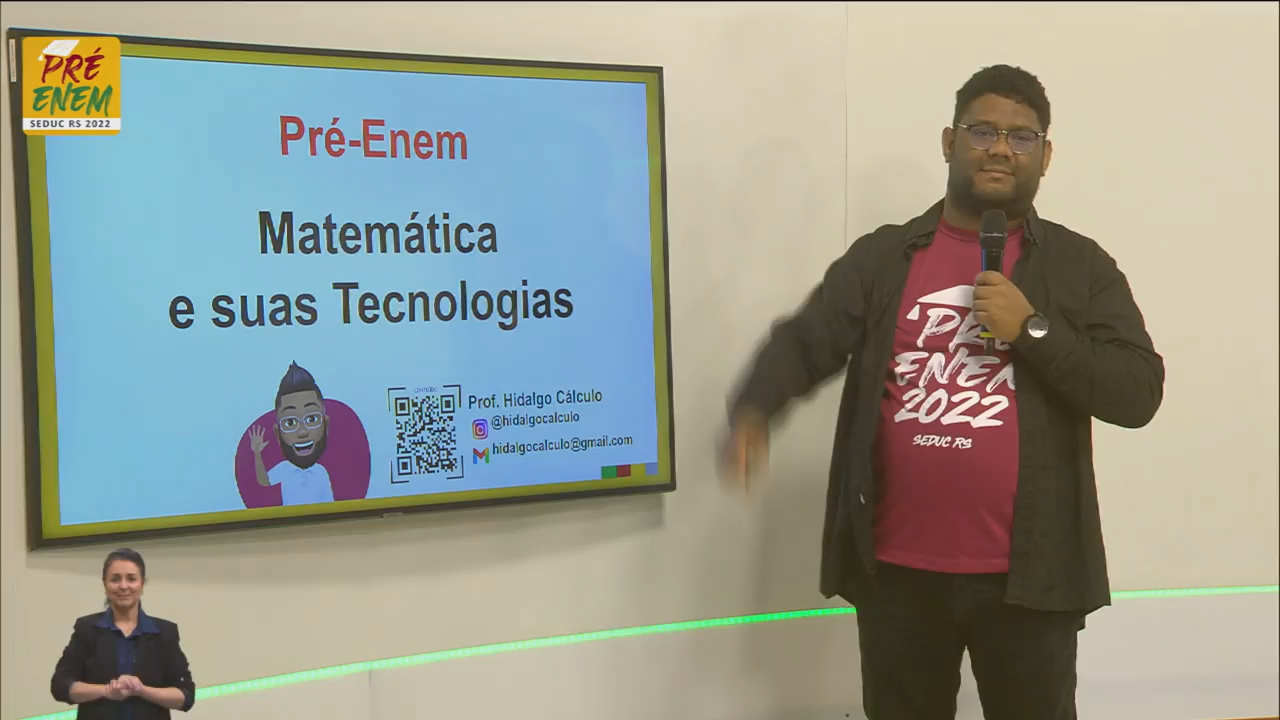 PRÉ
ENEM
SEDUC RS 2022
Pré-Enem
Matemática
e suas Tecnologias
Prof. Hidalgo Cálculo
@hidalgocalculo
hidalgocalculo@gmail.com
PRÉ
ENEM
2022
SEDUC RS